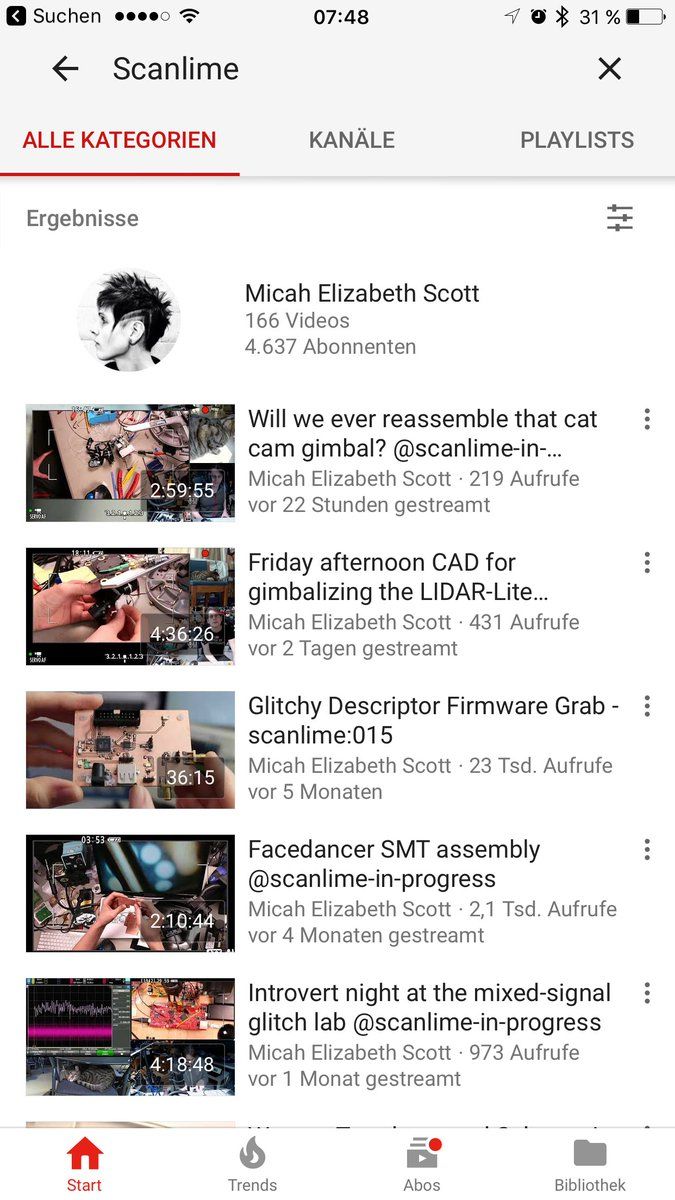 Suchen 07:48 31 %
Scanlime
ALLE KATEGORIEN KANÄLE PLAYLISTS
Ergebnisse
Micah Elizabeth Scott
166 Videos
4.637 Abonnenten
Will we ever reassemble that cat
cam gimbal? @scanlime-in-...
Micah Elizabeth Scott · 219 Aufrufe
vor 22 Stunden gestreamt
2:59:55
Friday afternoon CAD for
gimbalizing the LIDAR-Lite...
Micah Elizabeth Scott · 431 Aufrufe
vor 2 Tagen gestreamt
4:36:26
Glitchy Descriptor Firmware Grab -
scanlime:015
Micah Elizabeth Scott · 23 Tsd. Aufrufe
vor 5 Monaten
36:15
Facedancer SMT assembly
@scanlime-in-progress
Micah Elizabeth Scott · 2,1 Tsd. Aufrufe
vor 4 Monaten gestreamt
03:53
2:10:44
Introvert night at the mixed-signal
glitch lab @scanlime-in-progress
Micah Elizabeth Scott · 973 Aufrufe
vor 1 Monat gestreamt
4:18:48
Start Trends Abos Bibliothek